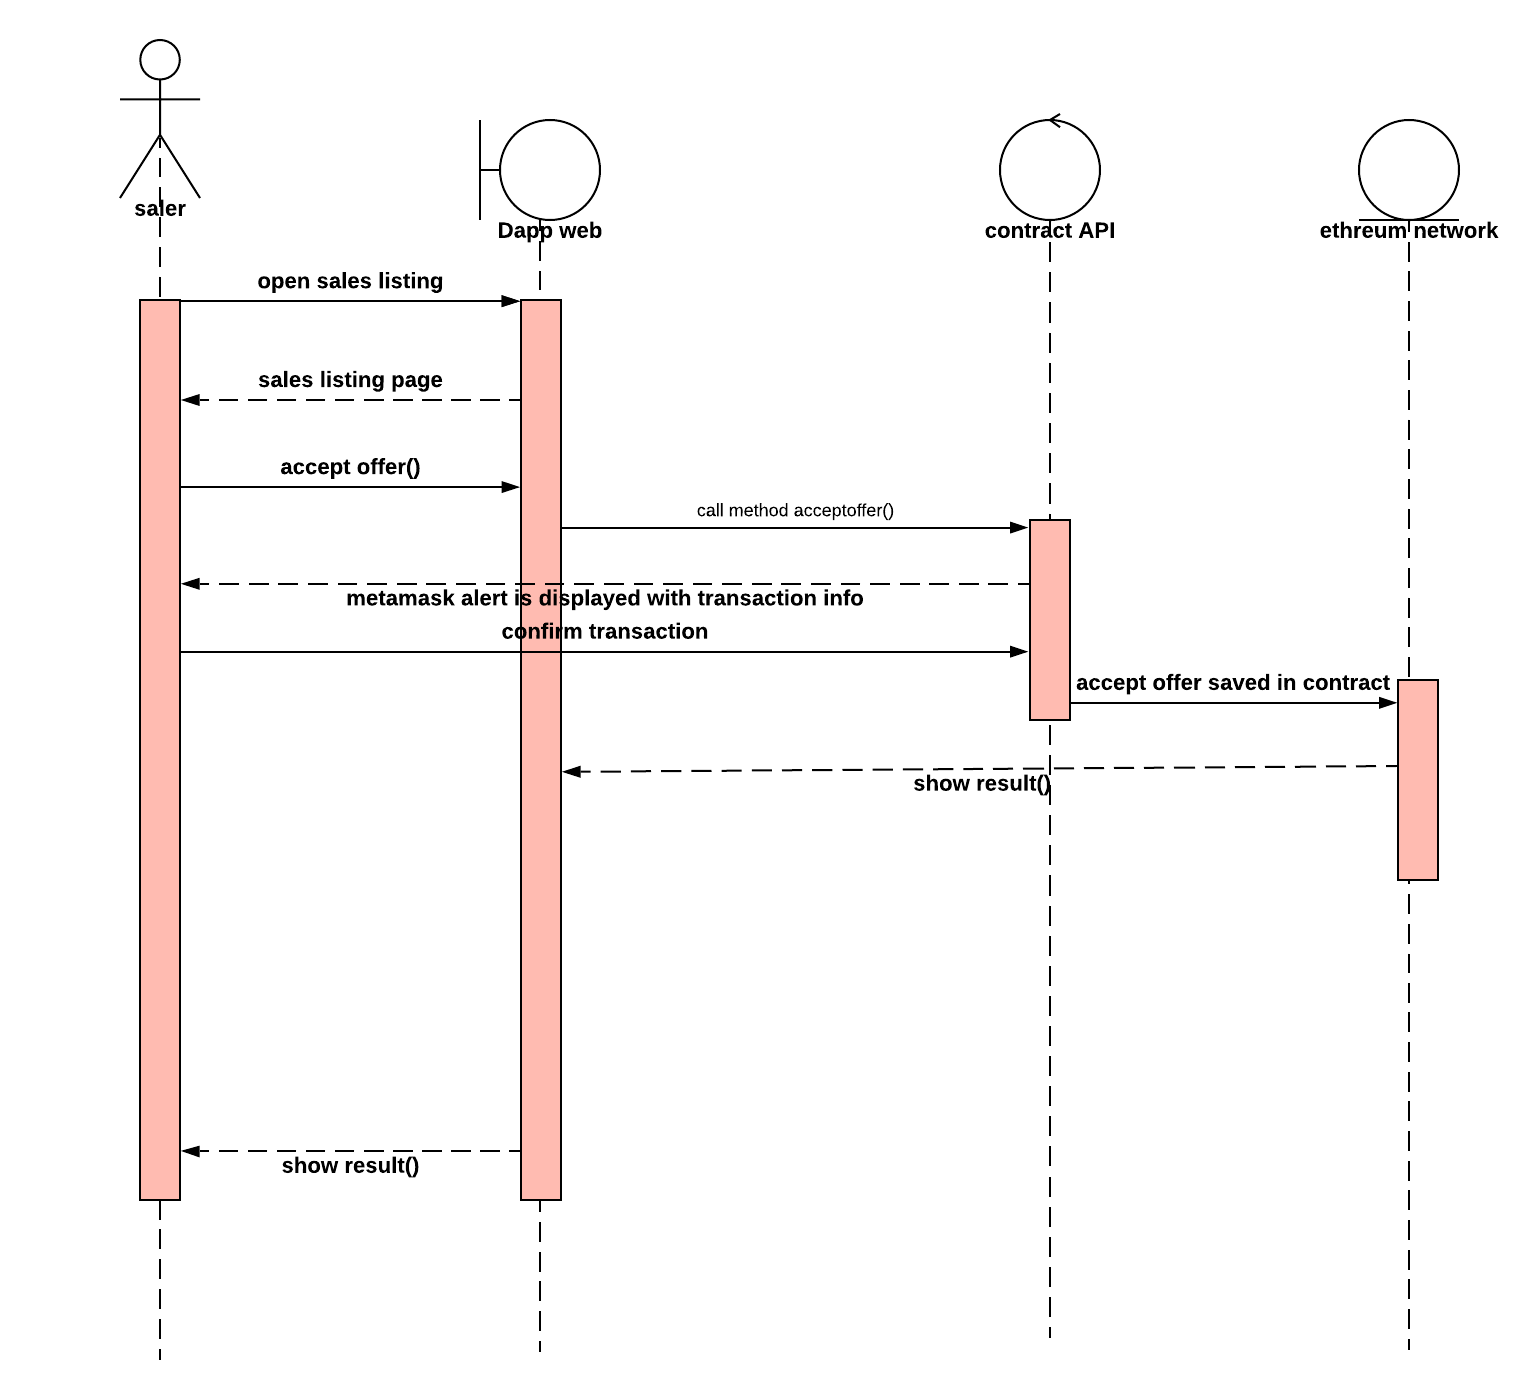 saler
Dapp web
contract API
ethreum network
open sales listing
sales listing page
accept offer()
call method acceptoffer()
metamask alert is displayed with transaction info
confirm transaction
accept offer saved in contract
show result()
show result()